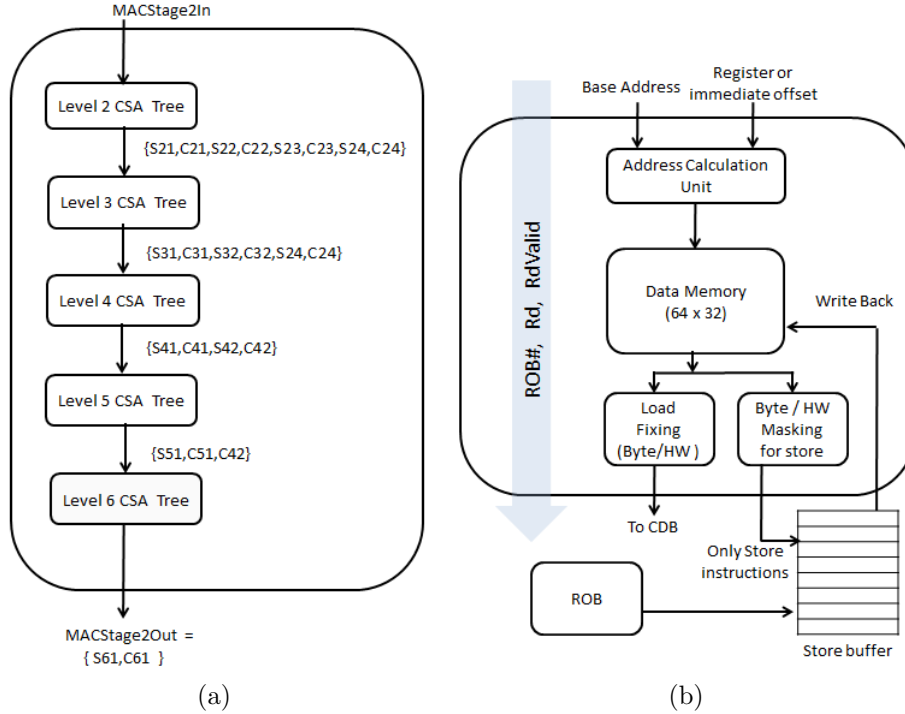 MACStage2In
Level 2 CSA Tree
{S21,C21,S22,C22,S23,C23,S24,C24}
Level 3 CSA Tree
{S31,C31,S32,C32,S24,C24}
Level 4 CSA Tree
{S41,C41,S42,C42}
Level 5 CSA Tree
{S51,C51,C42}
Level 6 CSA Tree
MACStage2Out =
{ S61,C61 }
(a)
Base Address
Register or
immediate offset
Address Calculation
Unit
ROB#, Rd, RdValid
Data Memory
(64 x 32)
Write Back
Load
Fixing
(Byte/HW )
Byte / HW
Masking
for store
To CDB
Only Store
instructions
ROB
Store buffer
(b)